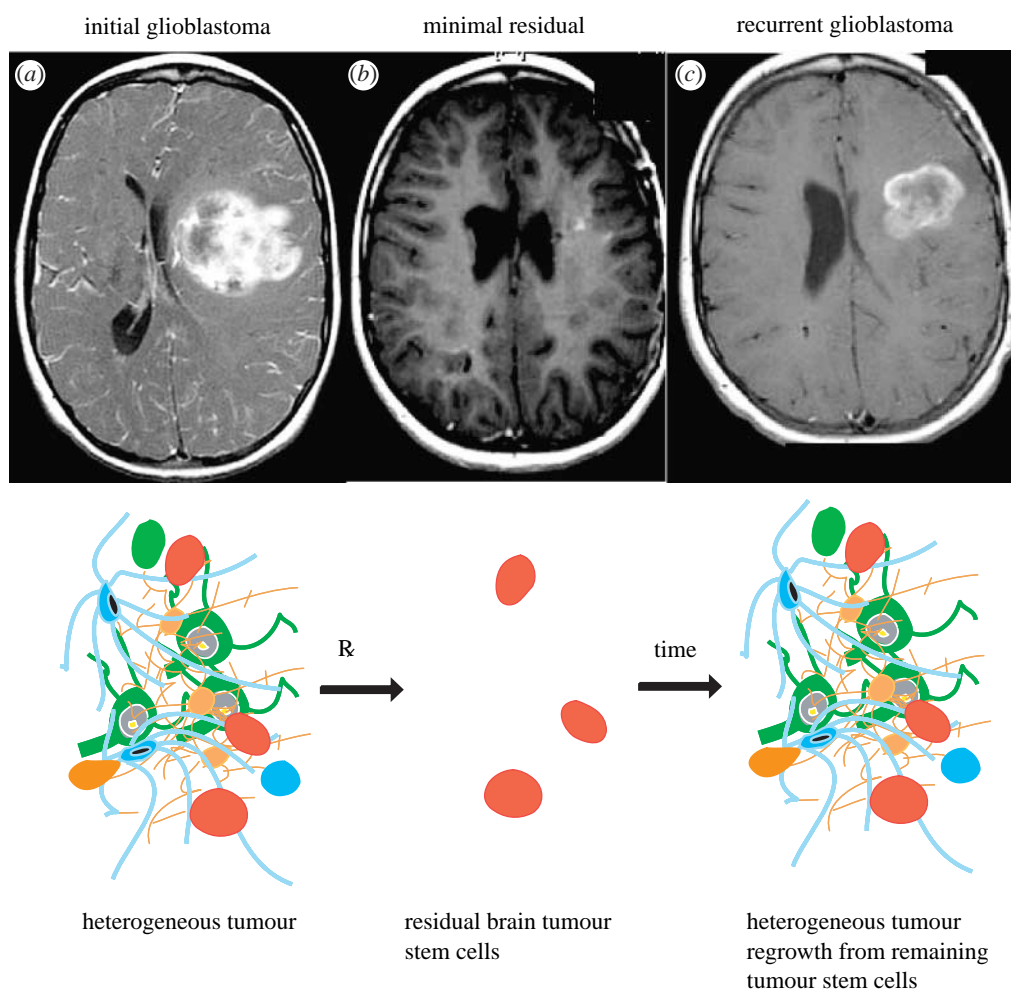 initial glioblastoma
minimal residual
recurrent glioblastoma
(a)
(b)
(c)
℞
time
heterogeneous tumour
residual brain tumour
stem cells
heterogeneous tumour
regrowth from remaining
tumour stem cells